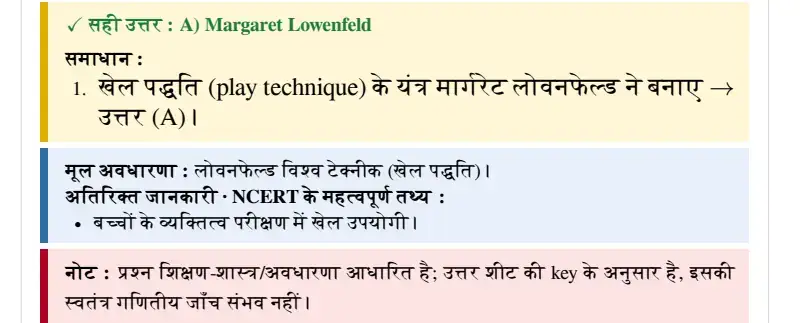 ✓ सही उत्तर : A) Margaret Lowenfeld
समाधान :
1. खेल पद्धति (play technique) के यंत्र मार्गरेट लोवनफेल्ड ने बनाए →
उत्तर (A)।
मूल अवधारणा : लोवनफेल्ड विश्व टेक्नीक (खेल पद्धति)।
अतिरिक्त जानकारी · NCERT के महत्वपूर्ण तथ्य :
• बच्चों के व्यक्तित्व परीक्षण में खेल उपयोगी।
नोट : प्रश्न शिक्षण-शास्त्र/अवधारणा आधारित है; उत्तर शीट की key के अनुसार है, इसकी
स्वतंत्र गणितीय जाँच संभव नहीं।